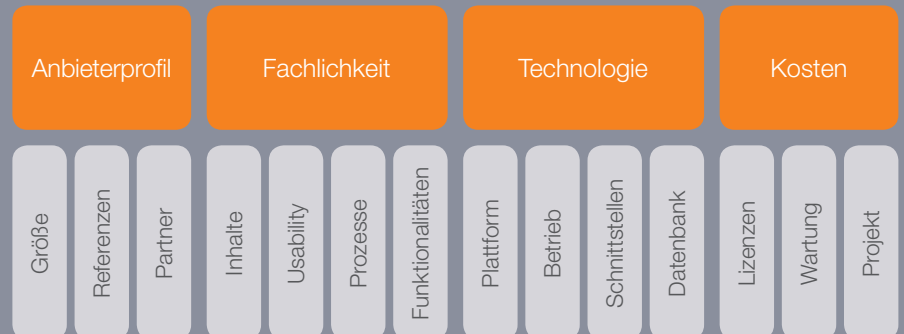 Anbieterprofil
Fachlichkeit
Technologie
Kosten
Größe
Referenzen
Partner
Inhalte
Usability
Prozesse
Funktionalitäten
Plattform
Betrieb
Schnittstellen
Datenbank
Lizenzen
Wartung
Projekt